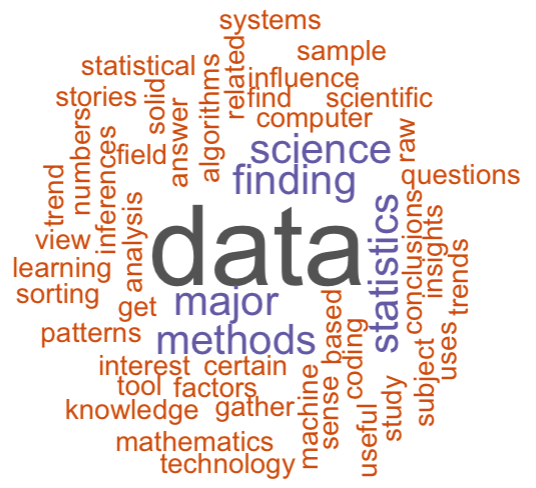 systems
sample
statistical
related
influence
algorithms
stories
solid
find
scientific
answer
computer
numbers
field
science
raw
inferences
finding
questions
trend
analysis
data
statistics
conclusions
insights
view
trends
learning
sorting
get
major
patterns
methods
based
coding
uses
subject
interest
certain
tool
factors
machine
sense
study
knowledge
gather
useful
mathematics
technology